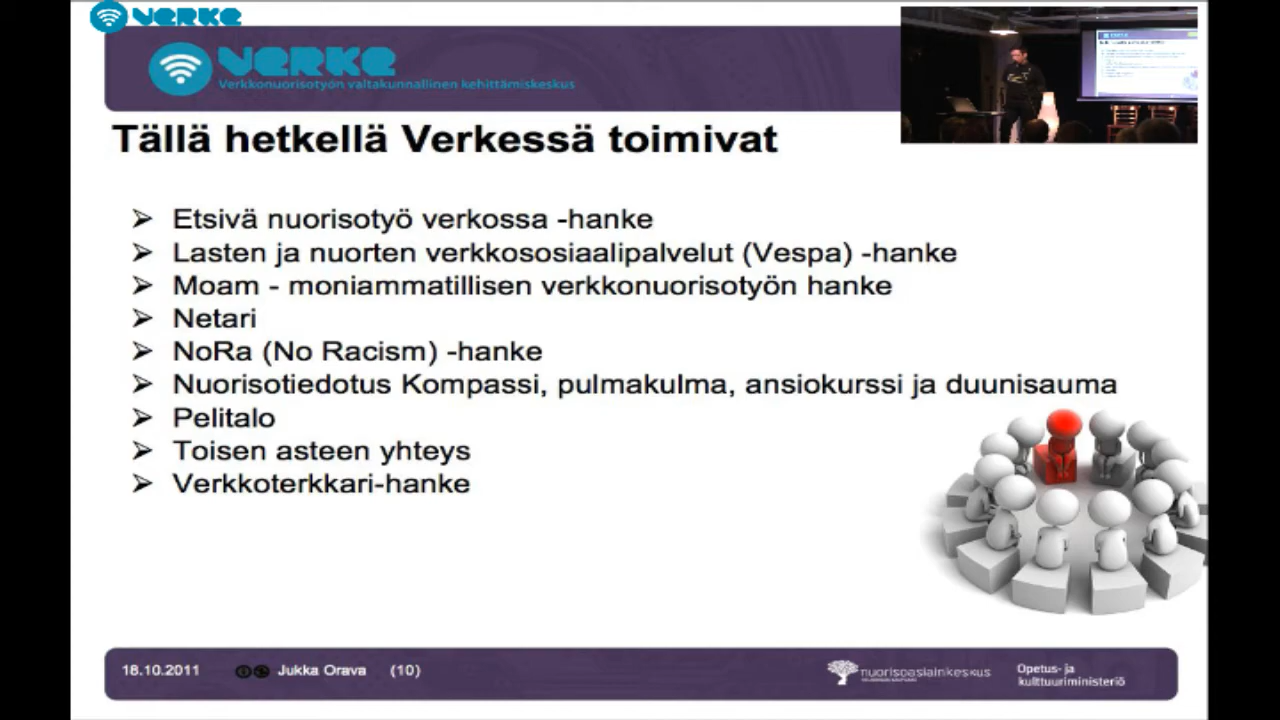 verke
verke
Verkkonuorisotyön valtakunnallinen kehittämiskeskus
Tällä hetkellä Verkessä toimivat
Etsivä nuorisotyö verkossa -hanke
Lasten ja nuorten verkkososiaalipalvelut (Vespa) -hanke
Moam - moniammatillisen verkkonuorisotyön hanke
Netari
NoRa (No Racism) -hanke
Nuorisotiedotus Kompassi, pulmakulma, ansiokurssi ja duunisauma
Pelitalo
Toisen asteen yhteys
Verkkoterkkari-hanke
18.10.2011 Jukka Orava (10)
nuorisoasiainkeskus
Opetus- ja
kulttuuriministeriö